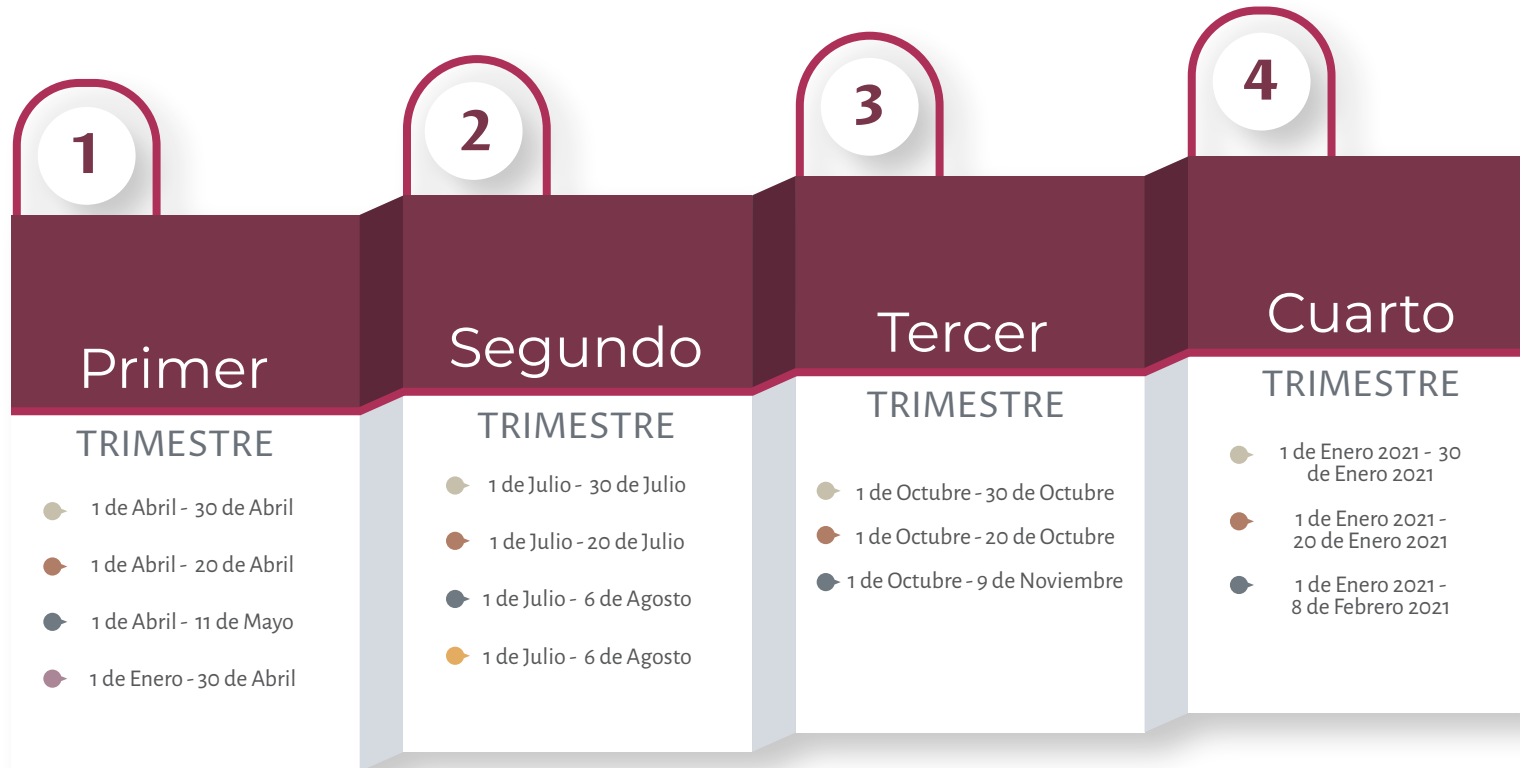 1
Primer
TRIMESTRE
1 de Abril - 30 de Abril
1 de Abril - 20 de Abril
1 de Abril - 11 de Mayo
1 de Enero - 30 de Abril
2
Segundo
TRIMESTRE
1 de Julio - 30 de Julio
1 de Julio - 20 de Julio
1 de Julio - 6 de Agosto
1 de Julio - 6 de Agosto
3
Tercer
TRIMESTRE
1 de Octubre - 30 de Octubre
1 de Octubre - 20 de Octubre
1 de Octubre - 9 de Noviembre
4
Cuarto
TRIMESTRE
1 de Enero 2021 - 30
de Enero 2021
1 de Enero 2021 -
20 de Enero 2021
1 de Enero 2021 -
8 de Febrero 2021